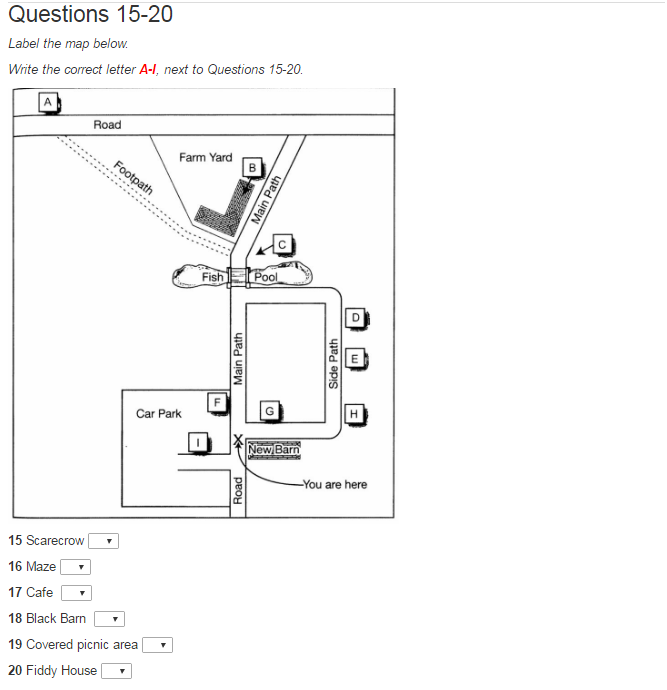 Questions 15-20
Label the map below.
Write the correct letter A-I, next to Questions 15-20.
A
Road
Farm Yard
B
Footpath
Main Path
C
Fish Pool
D
Main Path
Side Path
E
F
G
H
Car Park
I
X
New Barn
You are here
Road
15 Scarecrow
16 Maze
17 Cafe
18 Black Barn
19 Covered picnic area
20 Fiddy House